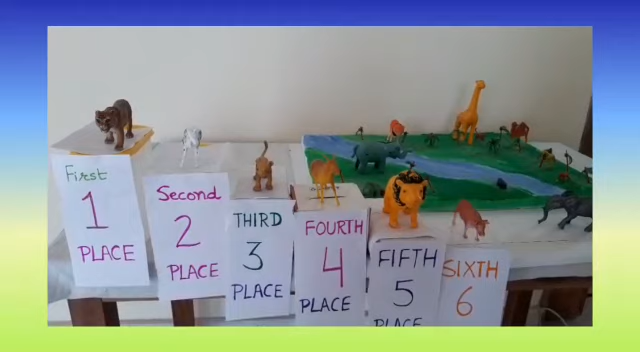 First
1
PLACE
Second
2
PLACE
THIRD
3
PLACE
FOURTH
4
PLACE
FIFTH
5
PLACE
SIXTH
6